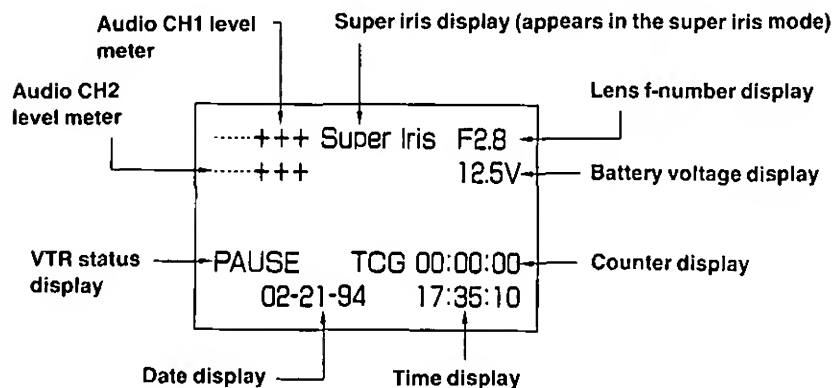 Audio CH1 level
meter
Super iris display (appears in the super iris mode)
Audio CH2
level meter
Lens f-number display
·····+++ Super Iris F2.8
·····+++ 12.5V
Battery voltage display
VTR status
display
PAUSE TCG 00:00:00
Counter display
02-21-94 17:35:10
Date display
Time display